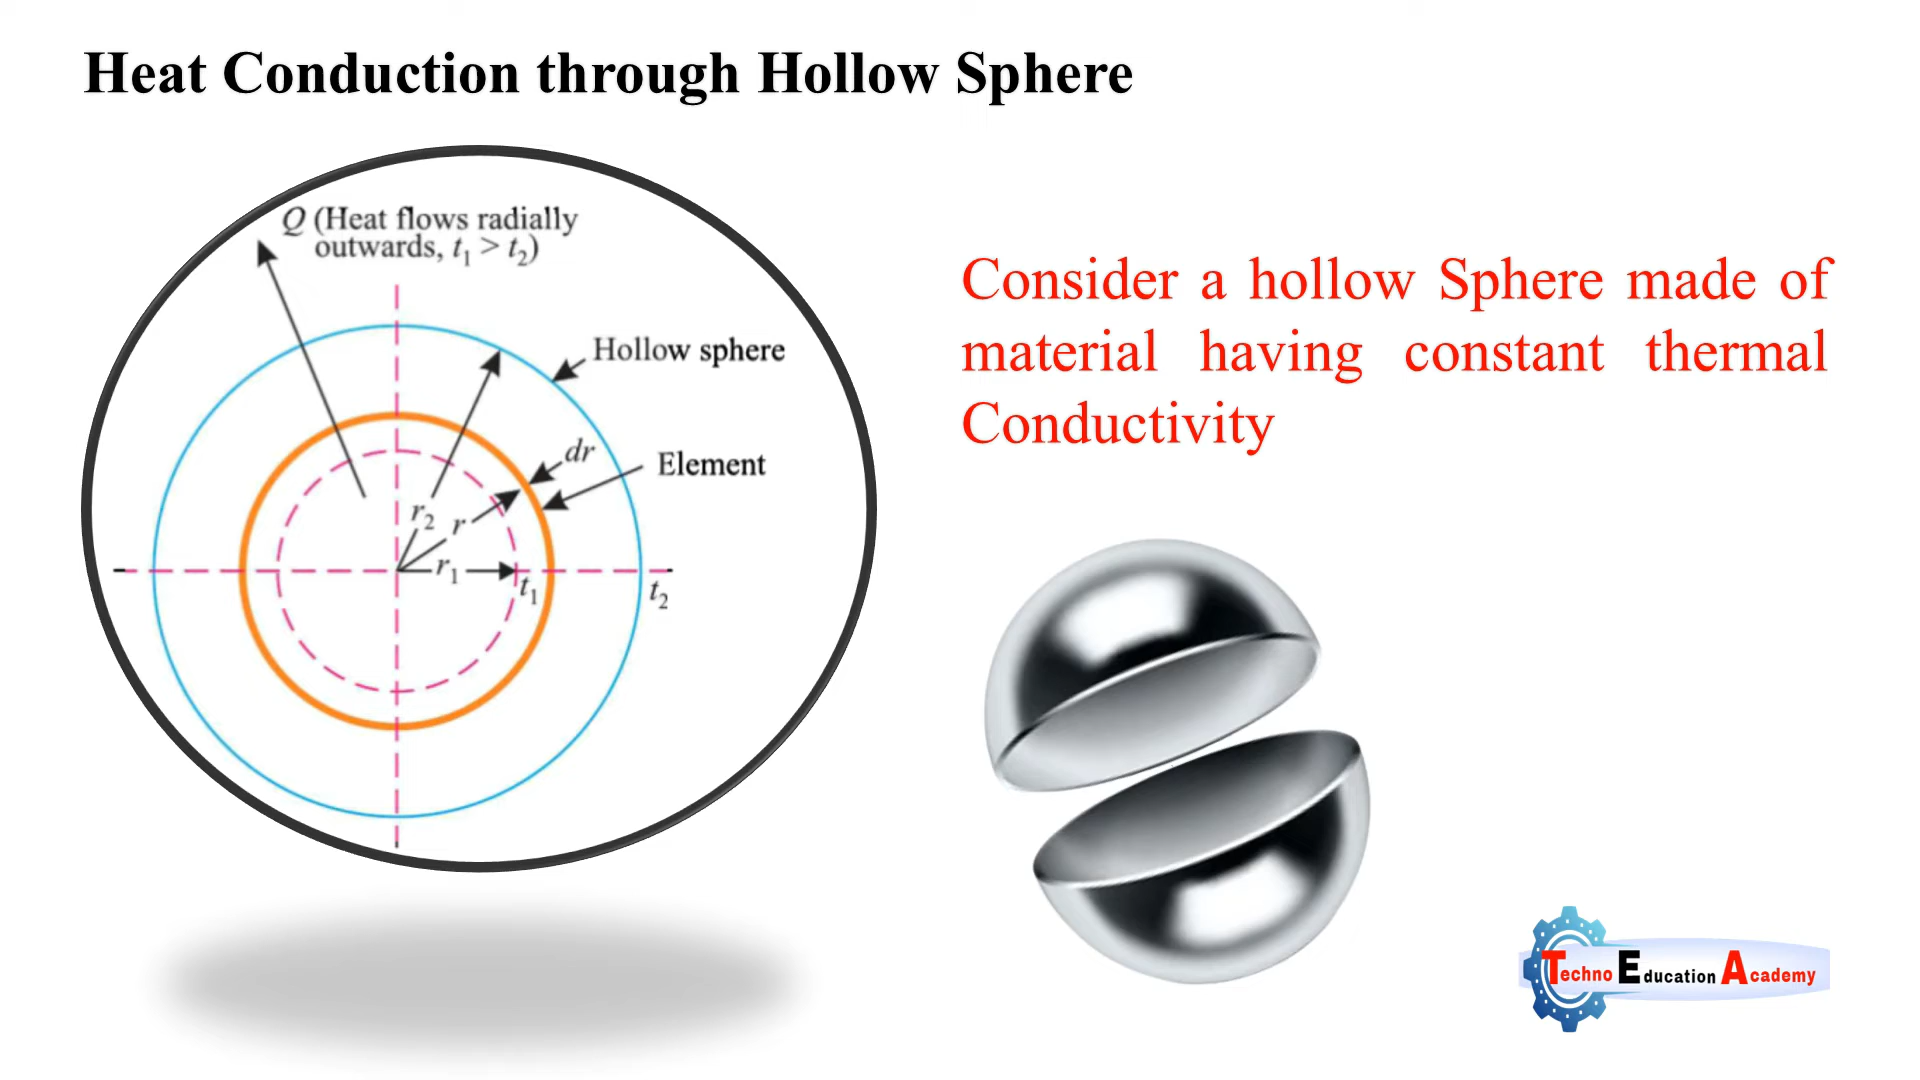 Heat Conduction through Hollow Sphere
Q (Heat flows radially
outwards, t₁ > t₂)
Hollow sphere
dr
Element
r₂
r
r₁
t₁
t₂
Consider a hollow Sphere made of
material having constant thermal
Conductivity
Techno Education Academy